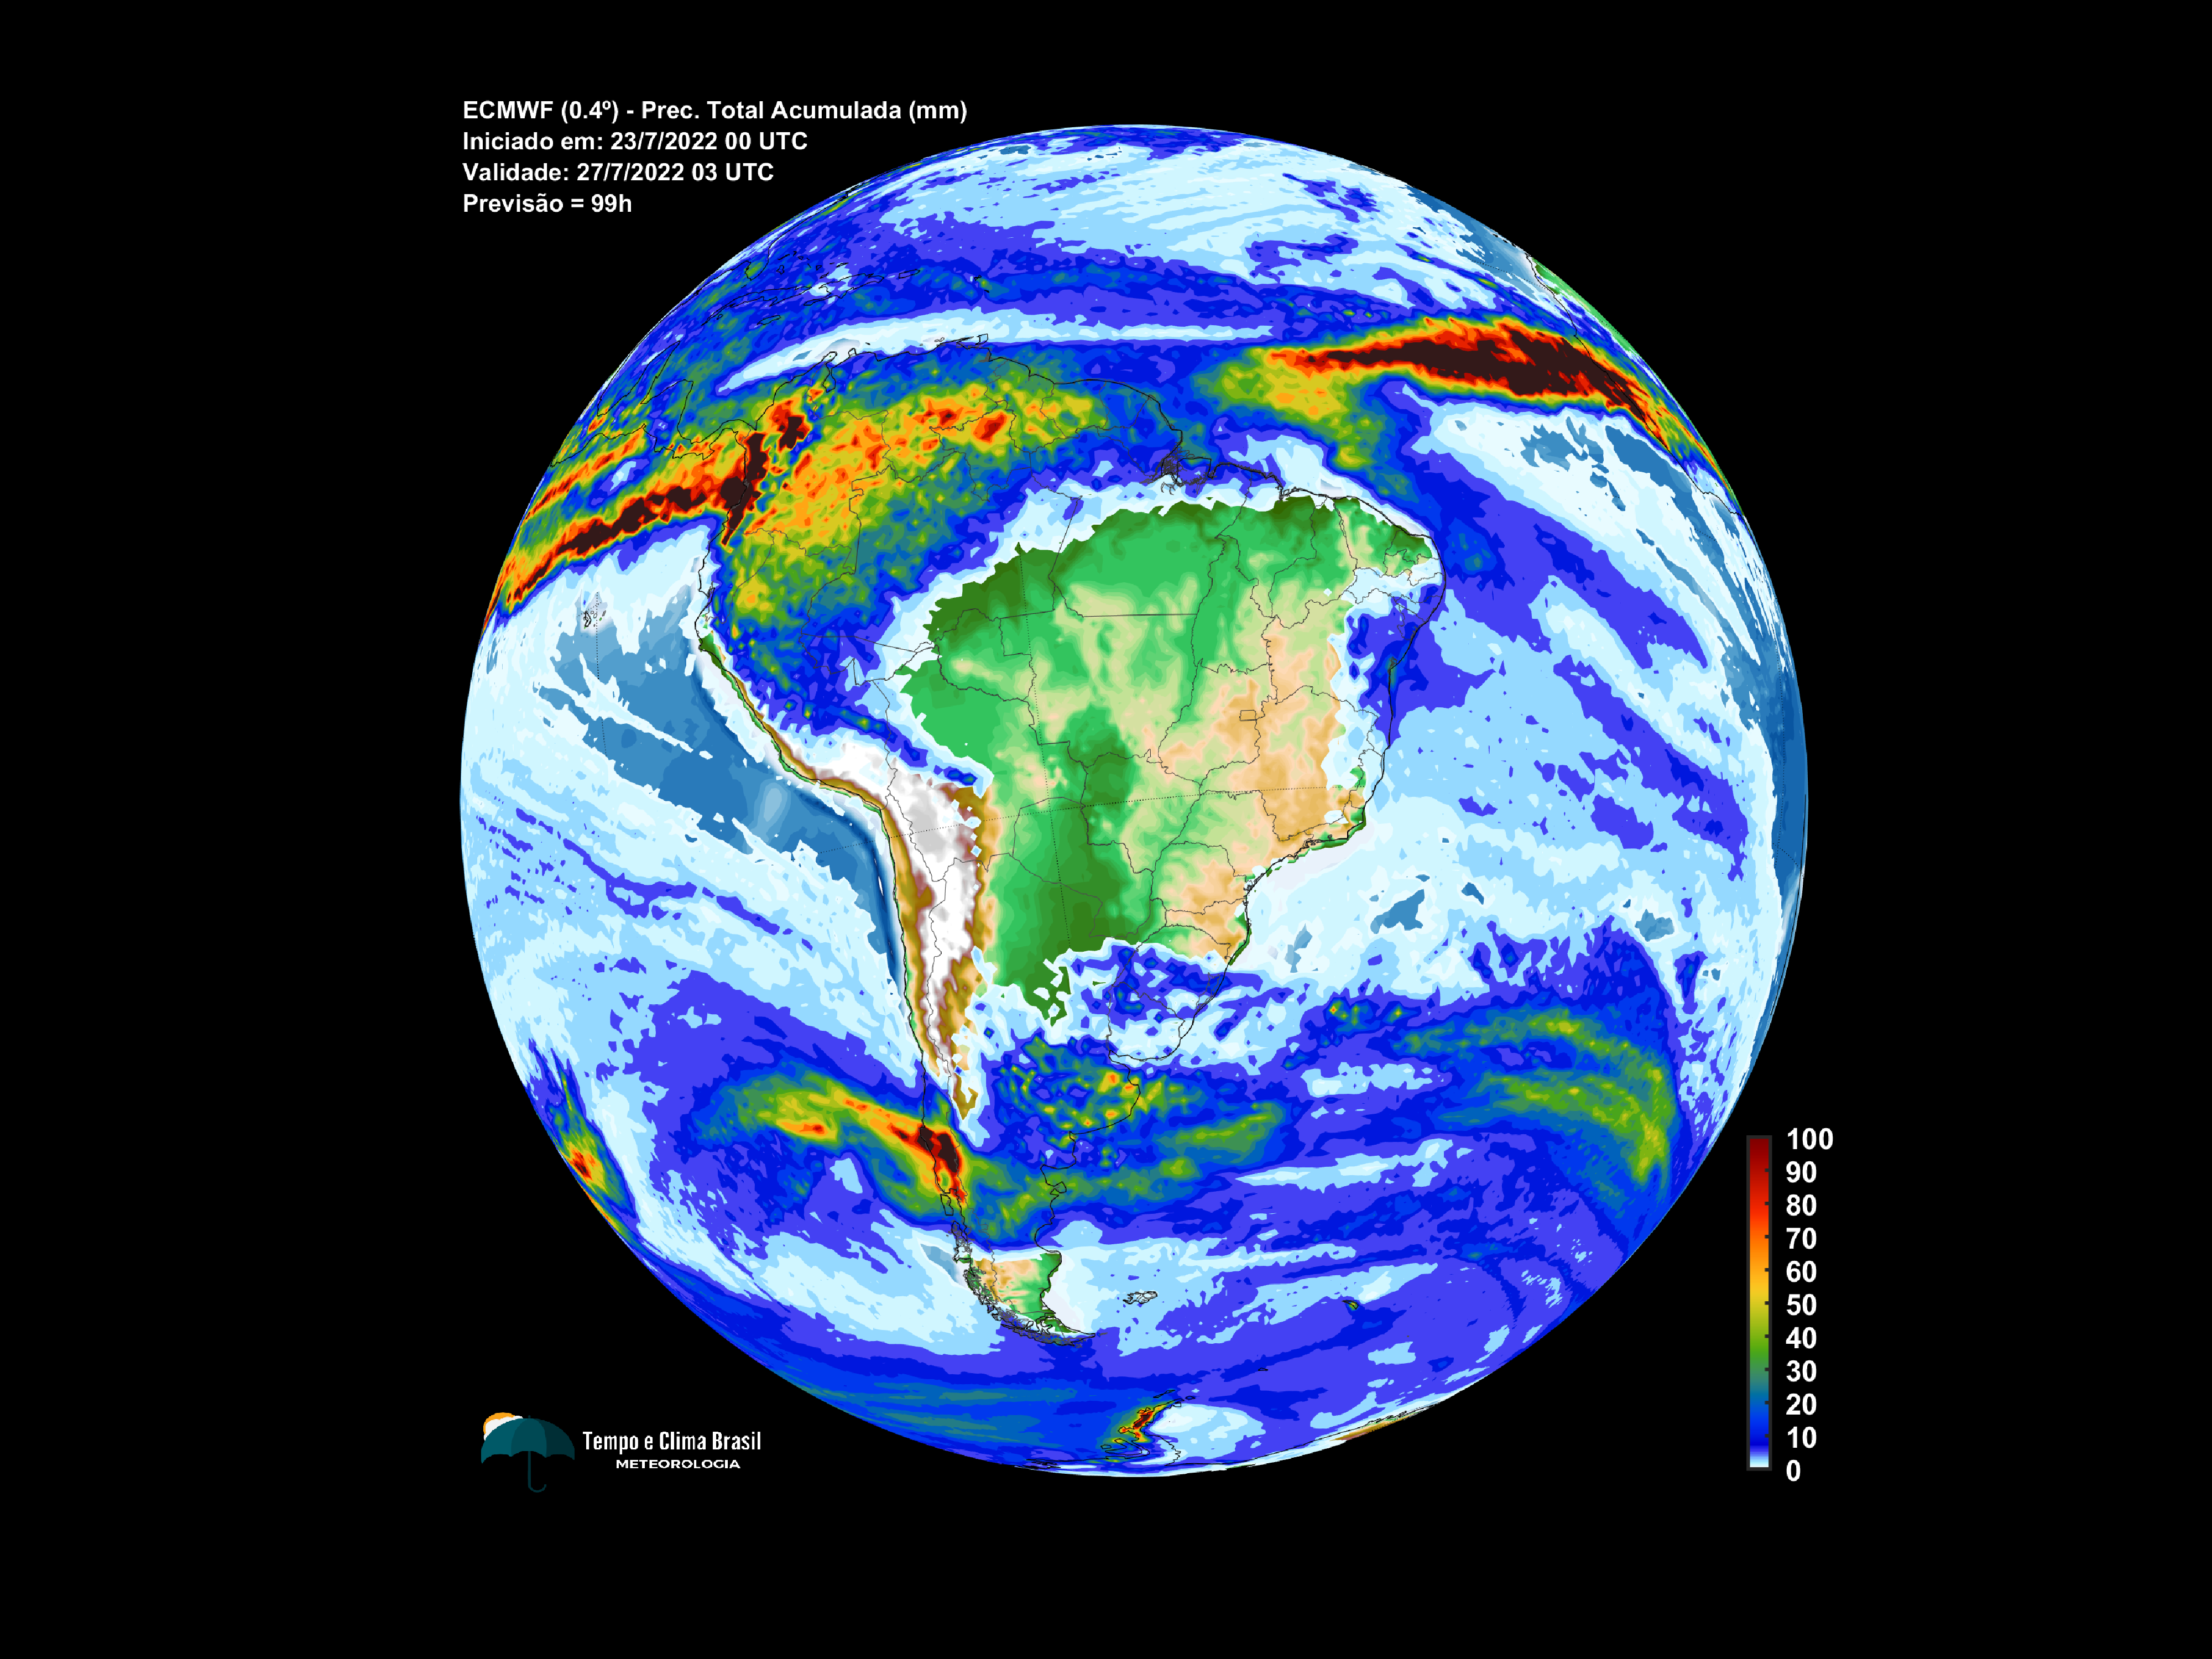 ECMWF (0.4º) - Prec. Total Acumulada (mm)
Iniciado em: 23/7/2022 00 UTC
Validade: 27/7/2022 03 UTC
Previsão = 99h
100
90
80
70
60
50
40
30
20
10
0
Tempo e Clima Brasil
METEOROLOGIA